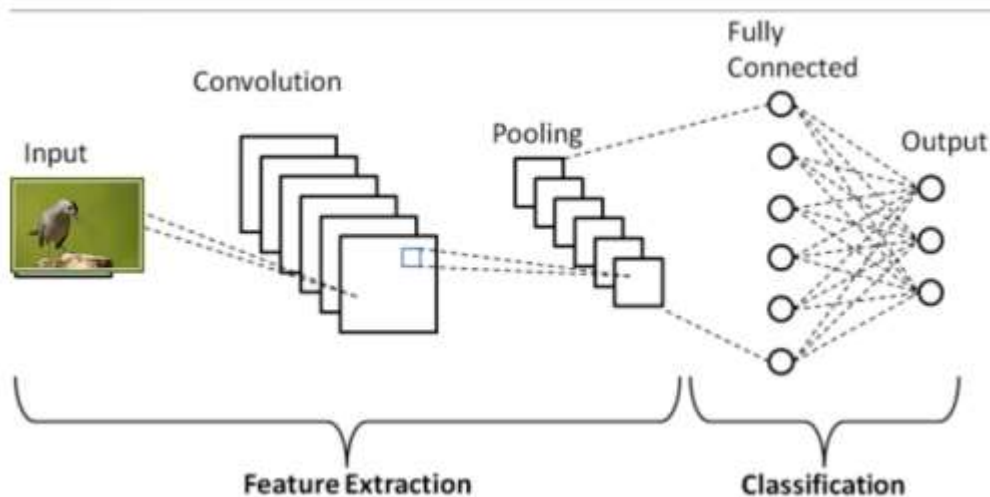 Fully
Connected
Convolution
Pooling
Output
Input
Feature Extraction
Classification